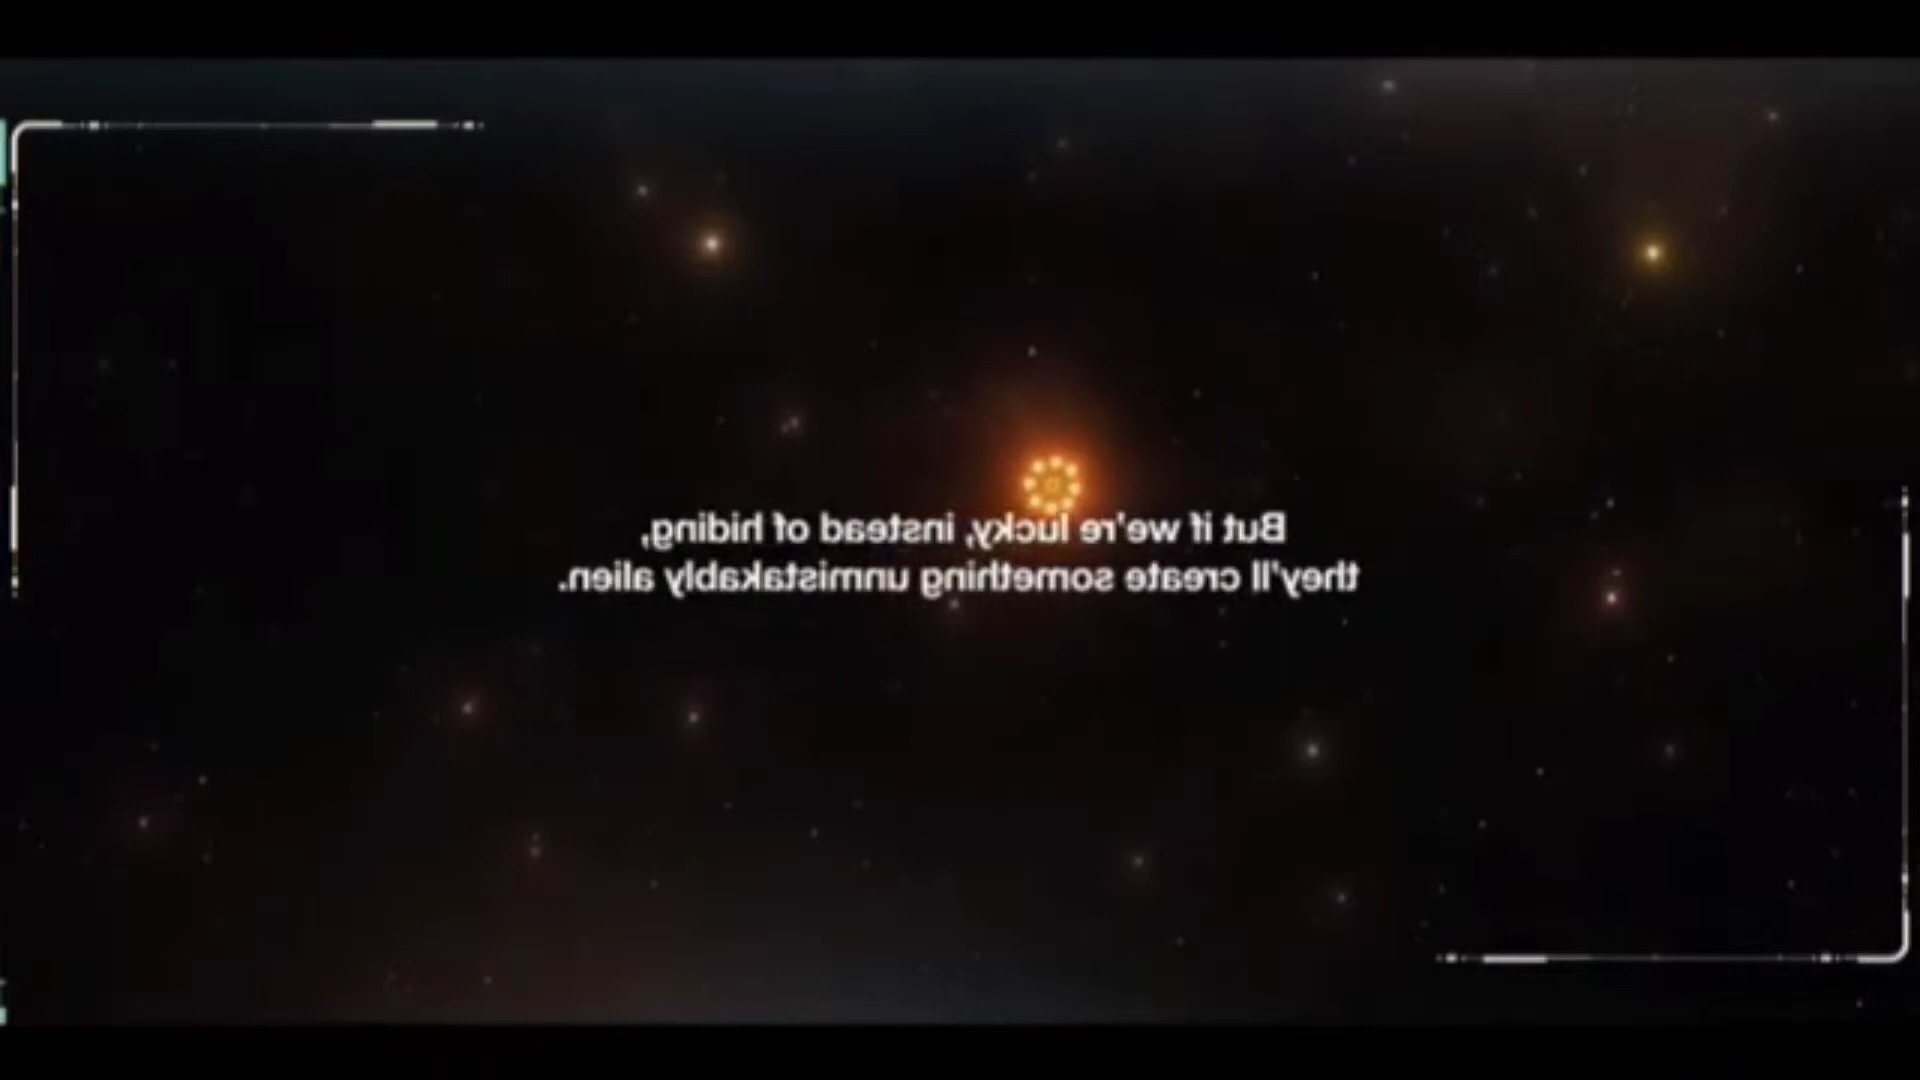 But if we're lucky, instead of hiding,
they'll create something unmistakably alien.